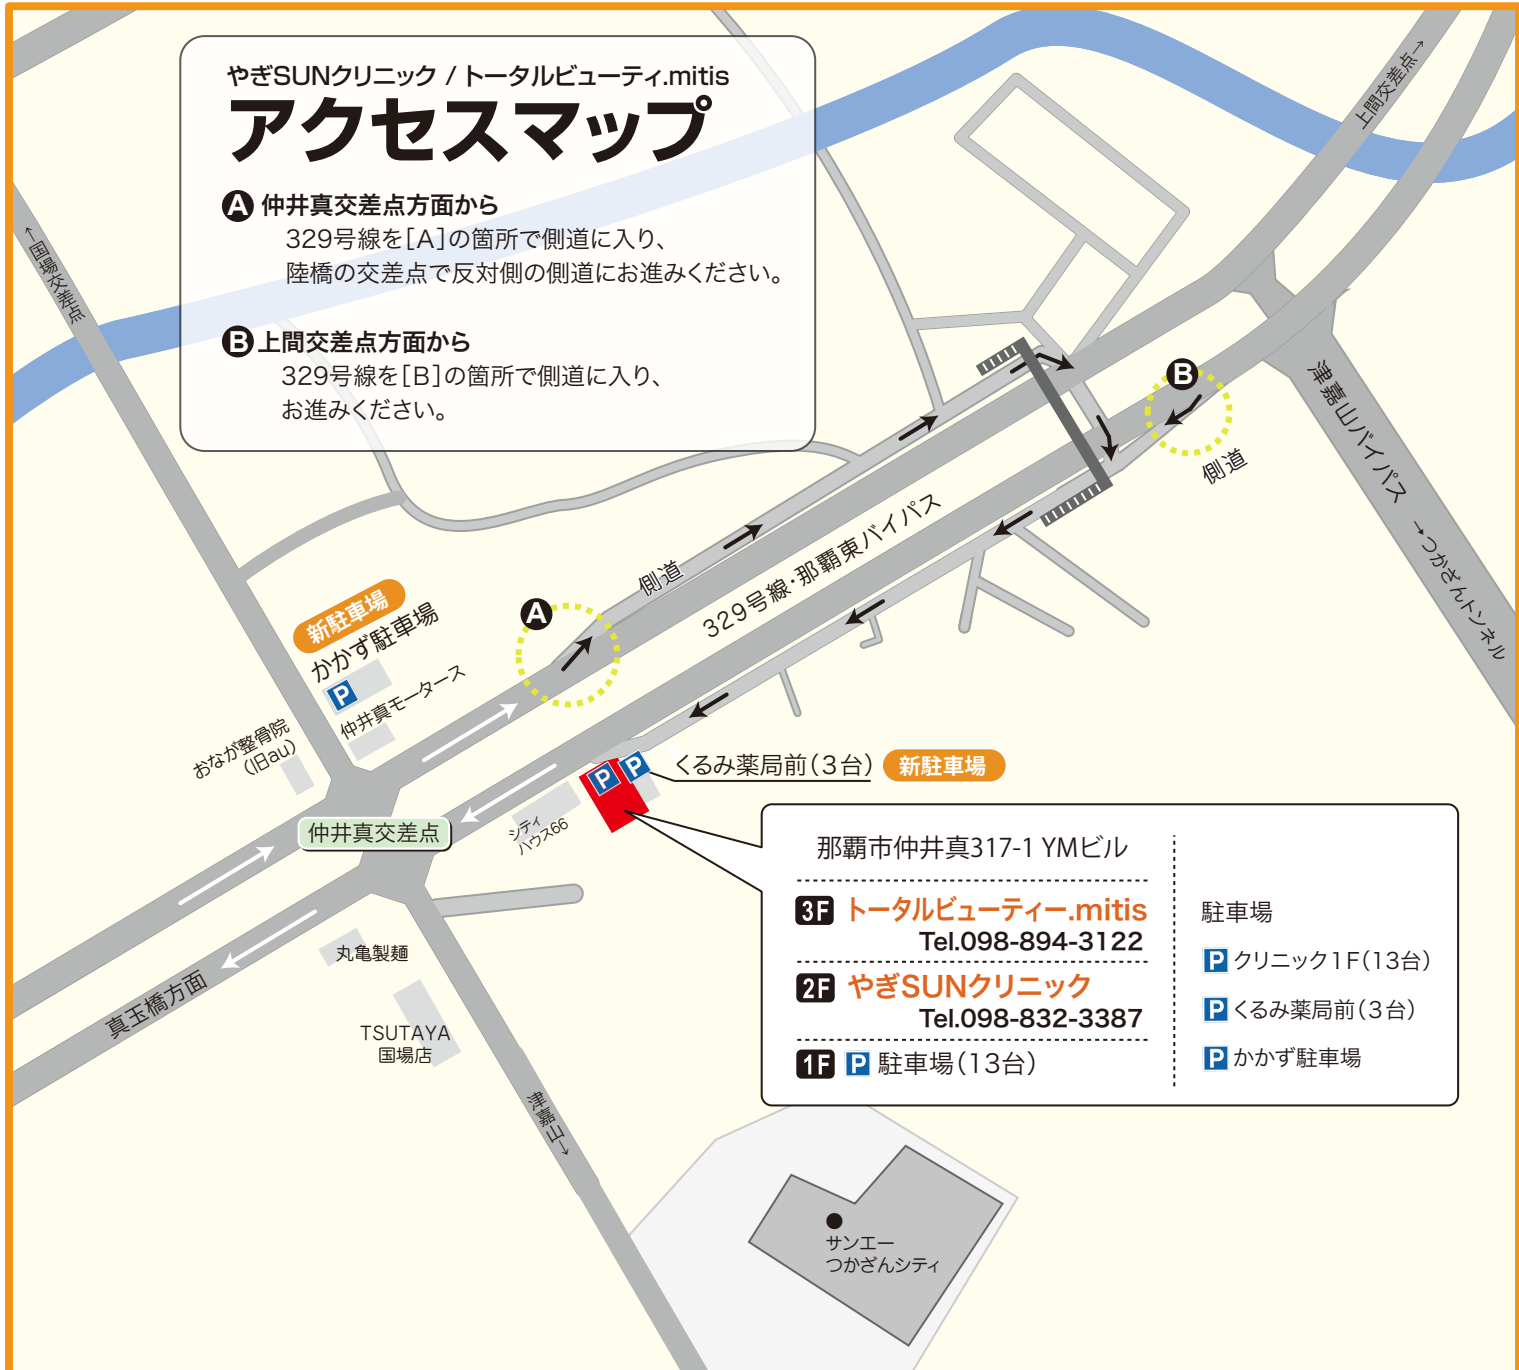 やぎSUNクリニック / トータルビューティ.mitis
アクセスマップ
A 仲井真交差点方面から
329号線を[A]の箇所で側道に入り、
陸橋の交差点で反対側の側道にお進みください。
B 上間交差点方面から
329号線を[B]の箇所で側道に入り、
お進みください。
上間交差点→
←国場交差点
B
側道
津嘉山バイパス →つかざんトンネル
側道
A
329号線・那覇東バイパス
新駐車場
かかず駐車場
P
仲井真モータース
おなが整骨院
(旧au)
P
P
くるみ薬局前(3台) 新駐車場
仲井真交差点
シティ
ハウス66
那覇市仲井真317-1 YMビル
3F トータルビューティー.mitis
Tel.098-894-3122
2F やぎSUNクリニック
Tel.098-832-3387
1F P 駐車場(13台)
駐車場
P クリニック1F(13台)
P くるみ薬局前(3台)
P かかず駐車場
丸亀製麺
真玉橋方面
TSUTAYA
国場店
津嘉山→
サンエー
つかざんシティ